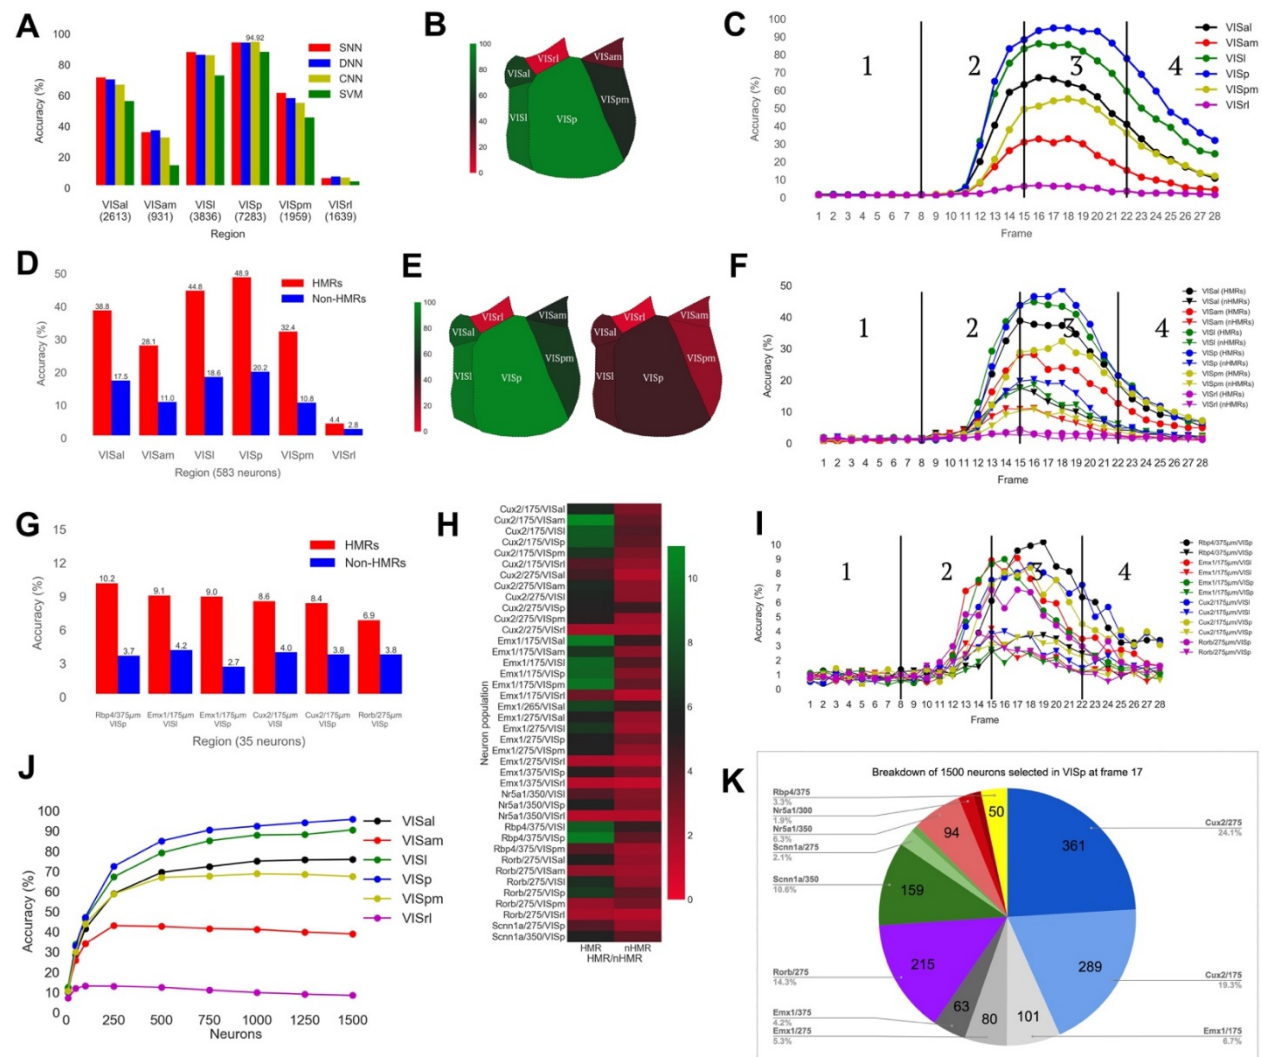 A
Accuracy (%)
100
80
60
40
20
0
94.92
SNN
DNN
CNN
SVM
VISal VISam VISl VISp VISpm VISrl
(2613) (931) (3836) (7283) (1959) (1639)
Region
B
100
80
60
40
20
0
VISrl
VISam
VISal
VISpm
VISl
VISp
C
Accuracy (%)
100
90
80
70
60
50
40
30
20
10
0
1 2 3 4
VISal
VISam
VISl
VISp
VISpm
VISrl
1 2 3 4 5 6 7 8 9 10 11 12 13 14 15 16 17 18 19 20 21 22 23 24 25 26 27 28
Frame
D
Accuracy (%)
50
40
30
20
10
0
38.8 17.5 28.1 11.0 44.8 18.6 48.9 20.2 32.4 10.8 4.4 2.8
HMRs
Non-HMRs
VISal VISam VISl VISp VISpm VISrl
Region (583 neurons)
E
100
80
60
40
20
0
VISrl
VISam
VISal
VISpm
VISl
VISp
VISrl
VISam
VISal
VISpm
VISl
VISp
F
Accuracy (%)
50
40
30
20
10
0
1 2 3 4
VISal (HMRs)
VISal (nHMRs)
VISam (HMRs)
VISam (nHMRs)
VISl (HMRs)
VISl (nHMRs)
VISp (HMRs)
VISp (nHMRs)
VISpm (HMRs)
VISpm (nHMRs)
VISrl (HMRs)
VISrl (nHMRs)
1 2 3 4 5 6 7 8 9 10 11 12 13 14 15 16 17 18 19 20 21 22 23 24 25 26 27 28
Frame
G
Accuracy (%)
15
12
9
6
3
0
10.2 3.7 9.1 4.2 9.0 2.7 8.6 4.0 8.4 3.8 6.9 3.8
HMRs
Non-HMRs
Rbp4/375μm Emx1/175μm Emx1/175μm Cux2/175μm Cux2/175μm Rorb/275μm
VISp VISl VISp VISl VISp VISp
Region (35 neurons)
H
Neuron population
Cux2/175/VISal
Cux2/175/VISam
Cux2/175/VISl
Cux2/175/VISp
Cux2/175/VISpm
Cux2/175/VISrl
Cux2/275/VISal
Cux2/275/VISam
Cux2/275/VISl
Cux2/275/VISp
Cux2/275/VISpm
Cux2/275/VISrl
Emx1/175/VISal
Emx1/175/VISam
Emx1/175/VISl
Emx1/175/VISp
Emx1/175/VISpm
Emx1/175/VISrl
Emx1/265/VISal
Emx1/275/VISal
Emx1/275/VISl
Emx1/275/VISp
Emx1/275/VISpm
Emx1/275/VISrl
Emx1/375/VISp
Emx1/375/VISrl
Nr5a1/350/VISl
Nr5a1/350/VISp
Nr5a1/350/VISrl
Rbp4/375/VISl
Rbp4/375/VISp
Rbp4/375/VISpm
Rorb/275/VISal
Rorb/275/VISam
Rorb/275/VISl
Rorb/275/VISp
Rorb/275/VISpm
Rorb/275/VISrl
Scnn1a/275/VISp
Scnn1a/350/VISp
HMR nHMR
HMR/nHMR
10
8
6
4
2
0
I
Accuracy (%)
10
9
8
7
6
5
4
3
2
1
0
1 2 3 4
Rbp4/375μm/VISp
Rbp4/375μm/VISp
Emx1/175μm/VISl
Emx1/175μm/VISl
Emx1/175μm/VISp
Emx1/175μm/VISp
Cux2/175μm/VISl
Cux2/175μm/VISl
Cux2/175μm/VISp
Cux2/175μm/VISp
Rorb/275μm/VISp
Rorb/275μm/VISp
1 2 3 4 5 6 7 8 9 10 11 12 13 14 15 16 17 18 19 20 21 22 23 24 25 26 27 28
Frame
J
Accuracy (%)
100
90
80
70
60
50
40
30
20
10
0
VISal
VISam
VISl
VISp
VISpm
VISrl
0 250 500 750 1000 1250 1500
Neurons
K
Breakdown of 1500 neurons selected in VISp at frame 17
Rbp4/375
3.3%
Nr5a1/300
1.9%
Nr5a1/350
6.3%
Scnn1a/275
2.1%
Scnn1a/350
10.6%
Rorb/275
14.3%
Emx1/375
4.2%
Emx1/275
5.3%
Cux2/275
24.1%
Cux2/175
19.3%
Emx1/175
6.7%
50
94
361
159
215
289
63
80
101